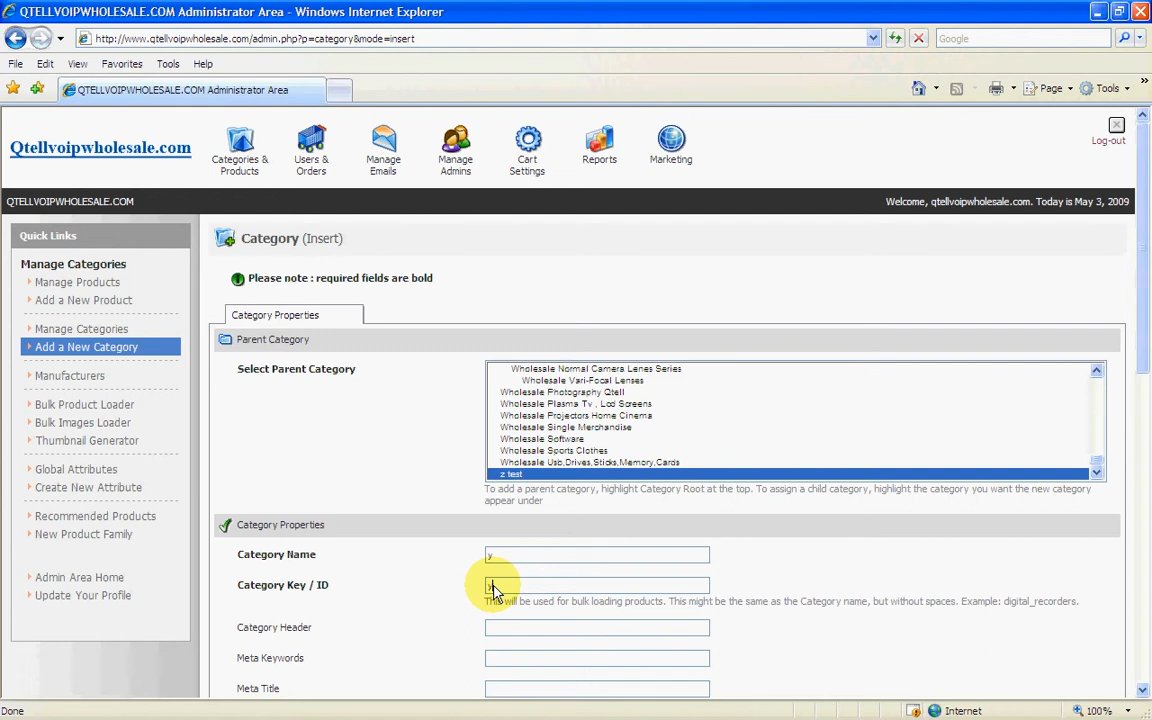 QTELLVOIPWHOLESALE.COM Administrator Area - Windows Internet Explorer
http://www.qtellvoipwholesale.com/admin.php?p=category&mode=insert
Google
File Edit View Favorites Tools Help
QTELLVOIPWHOLESALE.COM Administrator Area
Page Tools
Qtellvoipwholesale.com
Categories & Products
Users & Orders
Manage Emails
Manage Admins
Cart Settings
Reports
Marketing
Log-out
QTELLVOIPWHOLESALE.COM
Welcome, qtellvoipwholesale.com. Today is May 3, 2009
Quick Links
Manage Categories
Manage Products
Add a New Product
Manage Categories
Add a New Category
Manufacturers
Bulk Product Loader
Bulk Images Loader
Thumbnail Generator
Global Attributes
Create New Attribute
Recommended Products
New Product Family
Admin Area Home
Update Your Profile
Category (Insert)
Please note : required fields are bold
Category Properties
Parent Category
Select Parent Category
Wholesale Normal Camera Lenes Series
Wholesale Vari-Focal Lenses
Wholesale Photography Qtell
Wholesale Plasma Tv , Lcd Screens
Wholesale Projectors Home Cinema
Wholesale Single Merchandise
Wholesale Software
Wholesale Sports Clothes
Wholesale Usb,Drives,Sticks,Memory,Cards
z test
To add a parent category, highlight Category Root at the top. To assign a child category, highlight the category you want the new category
appear under
Category Properties
Category Name
y
Category Key / ID
y
This will be used for bulk loading products. This might be the same as the Category name, but without spaces. Example: digital_recorders.
Category Header
Meta Keywords
Meta Title
Done
Internet
100%